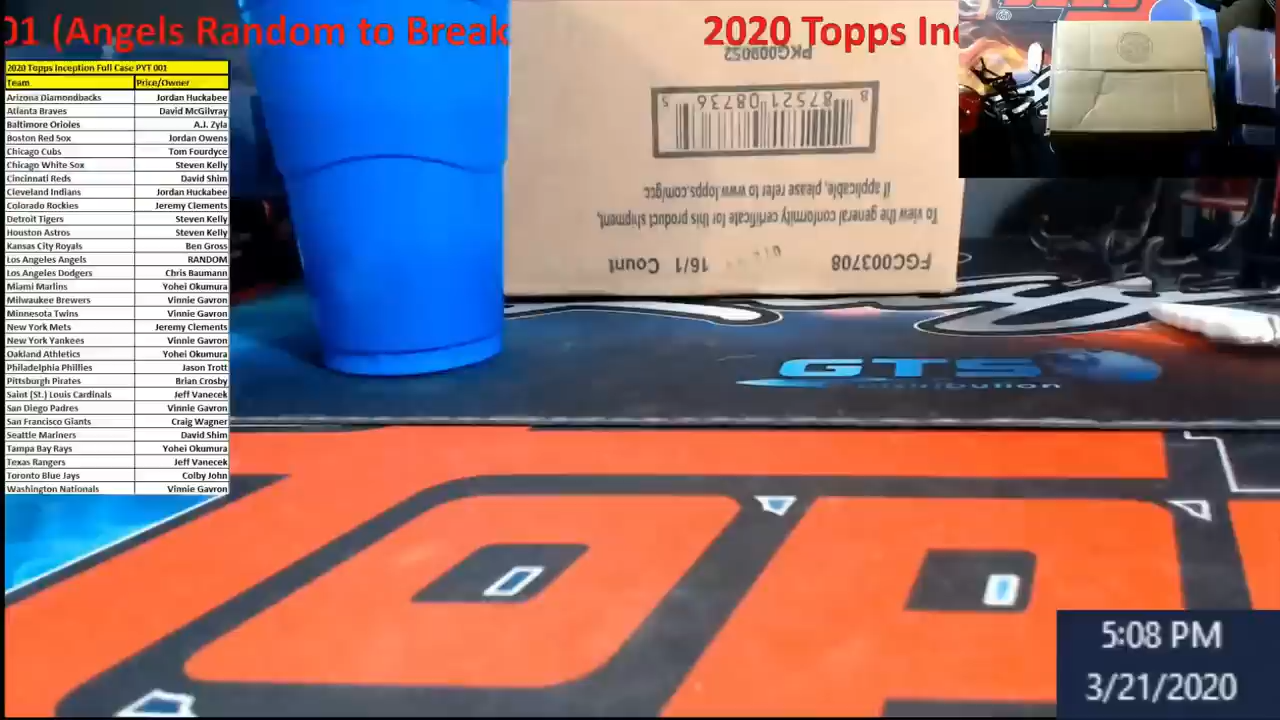 01 (Angels Random to Break
2020 Topps In
2020 Topps Inception Full Case PYT 001
Team Price/Owner
Arizona Diamondbacks Jordan Huckabee
Atlanta Braves David McGilvray
Baltimore Orioles A.J. Zyla
Boston Red Sox Jordan Owens
Chicago Cubs Tom Fourdyce
Chicago White Sox Steven Kelly
Cincinnati Reds David Shim
Cleveland Indians Jordan Huckabee
Colorado Rockies Jeremy Clements
Detroit Tigers Steven Kelly
Houston Astros Steven Kelly
Kansas City Royals Ben Gross
Los Angeles Angels RANDOM
Los Angeles Dodgers Chris Baumann
Miami Marlins Yohei Okumura
Milwaukee Brewers Vinnie Gavron
Minnesota Twins Vinnie Gavron
New York Mets Jeremy Clements
New York Yankees Vinnie Gavron
Oakland Athletics Yohei Okumura
Philadelphia Phillies Jason Trott
Pittsburgh Pirates Brian Crosby
Saint (St.) Louis Cardinals Jeff Vanecek
San Diego Padres Vinnie Gavron
San Francisco Giants Craig Wagner
Seattle Mariners David Shim
Tampa Bay Rays Yohei Okumura
Texas Rangers Jeff Vanecek
Toronto Blue Jays Colby John
Washington Nationals Vinnie Gavron
FGC003708 16/1 Count
To view the general conformity certificate for this product shipment,
if applicable, please refer to www.topps.com/gcc
8 87521 08736 5
PKG009052
GTS
distribution
5:08 PM
3/21/2020